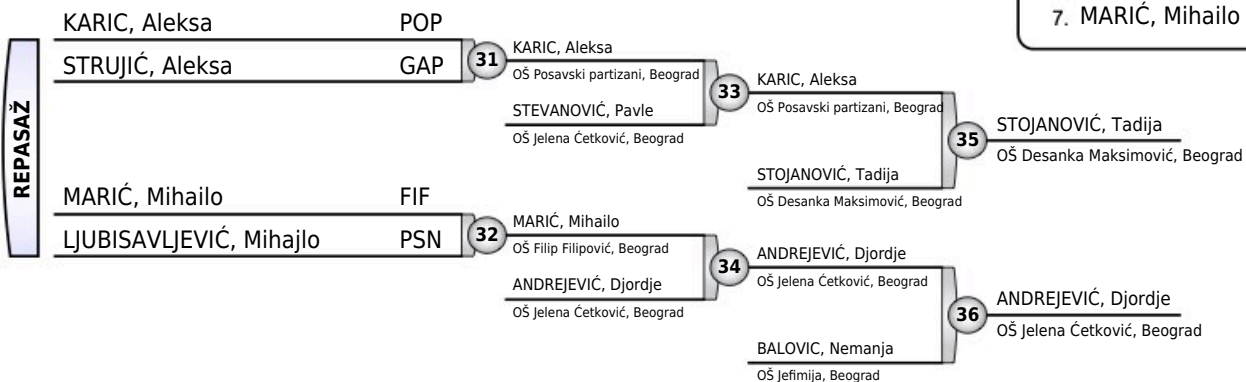 7. MARIĆ, Mihailo
REPASAŽ
KARIC, Aleksa POP
STRUJIĆ, Aleksa GAP
31
KARIC, Aleksa
OŠ Posavski partizani, Beograd
STEVANOVIĆ, Pavle
OŠ Jelena Ćetković, Beograd
33
KARIC, Aleksa
OŠ Posavski partizani, Beograd
STOJANOVIĆ, Tadija
OŠ Desanka Maksimović, Beograd
35
STOJANOVIĆ, Tadija
OŠ Desanka Maksimović, Beograd
MARIĆ, Mihailo FIF
LJUBISAVLJEVIĆ, Mihajlo PSN
32
MARIĆ, Mihailo
OŠ Filip Filipović, Beograd
ANDREJEVIĆ, Djordje
OŠ Jelena Ćetković, Beograd
34
ANDREJEVIĆ, Djordje
OŠ Jelena Ćetković, Beograd
BALOVIC, Nemanja
OŠ Jefimija, Beograd
36
ANDREJEVIĆ, Djordje
OŠ Jelena Ćetković, Beograd